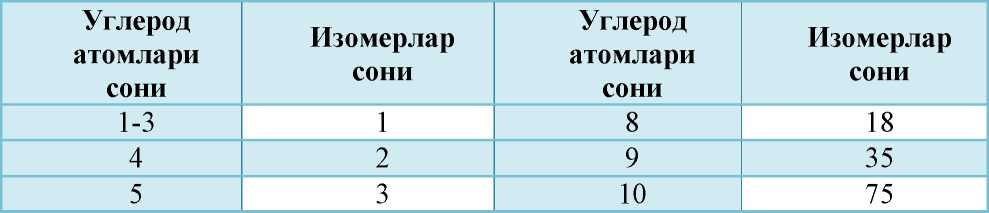 Углерод атомлари сони | Изомерлар сони | Углерод атомлари сони | Изомерлар сони
1-3 | 1 | 8 | 18
4 | 2 | 9 | 35
5 | 3 | 10 | 75